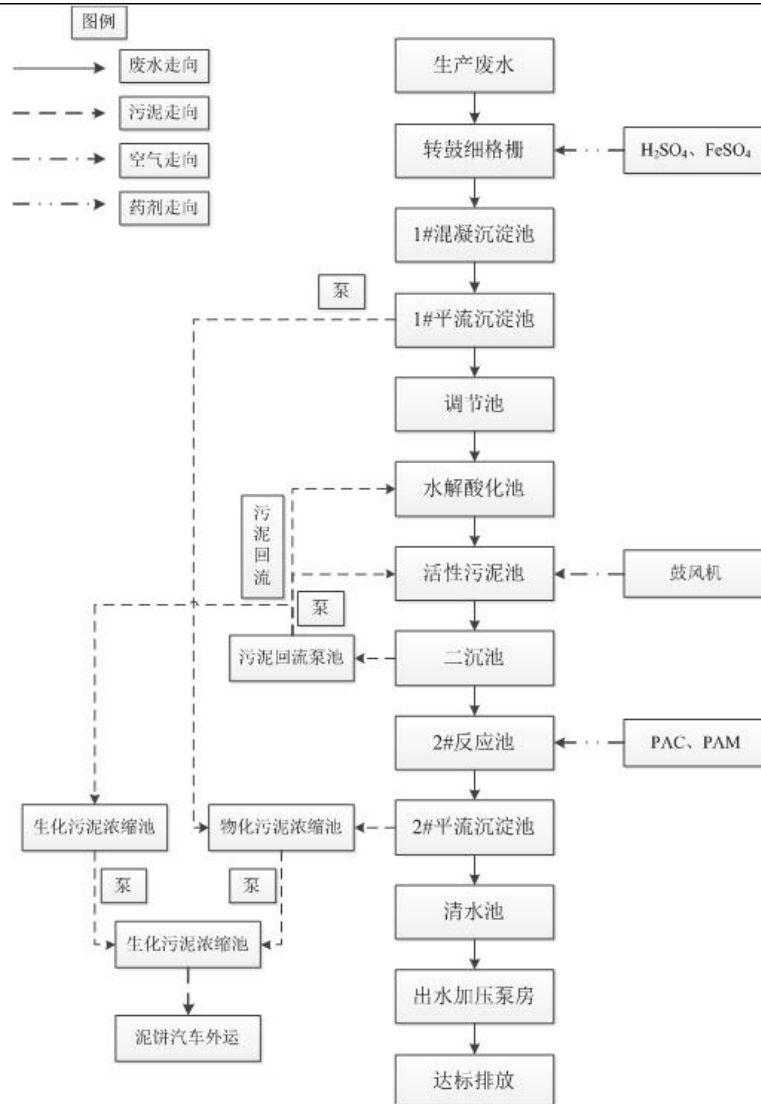 图例
废水走向
污泥走向
空气走向
药剂走向
生产废水
转鼓细格栅
H₂SO₄、FeSO₄
1#混凝沉淀池
泵
1#平流沉淀池
调节池
水解酸化池
污泥回流
活性污泥池
鼓风机
泵
污泥回流泵池
二沉池
2#反应池
PAC、PAM
生化污泥浓缩池
物化污泥浓缩池
2#平流沉淀池
泵
泵
清水池
生化污泥浓缩池
出水加压泵房
泥饼汽车外运
达标排放